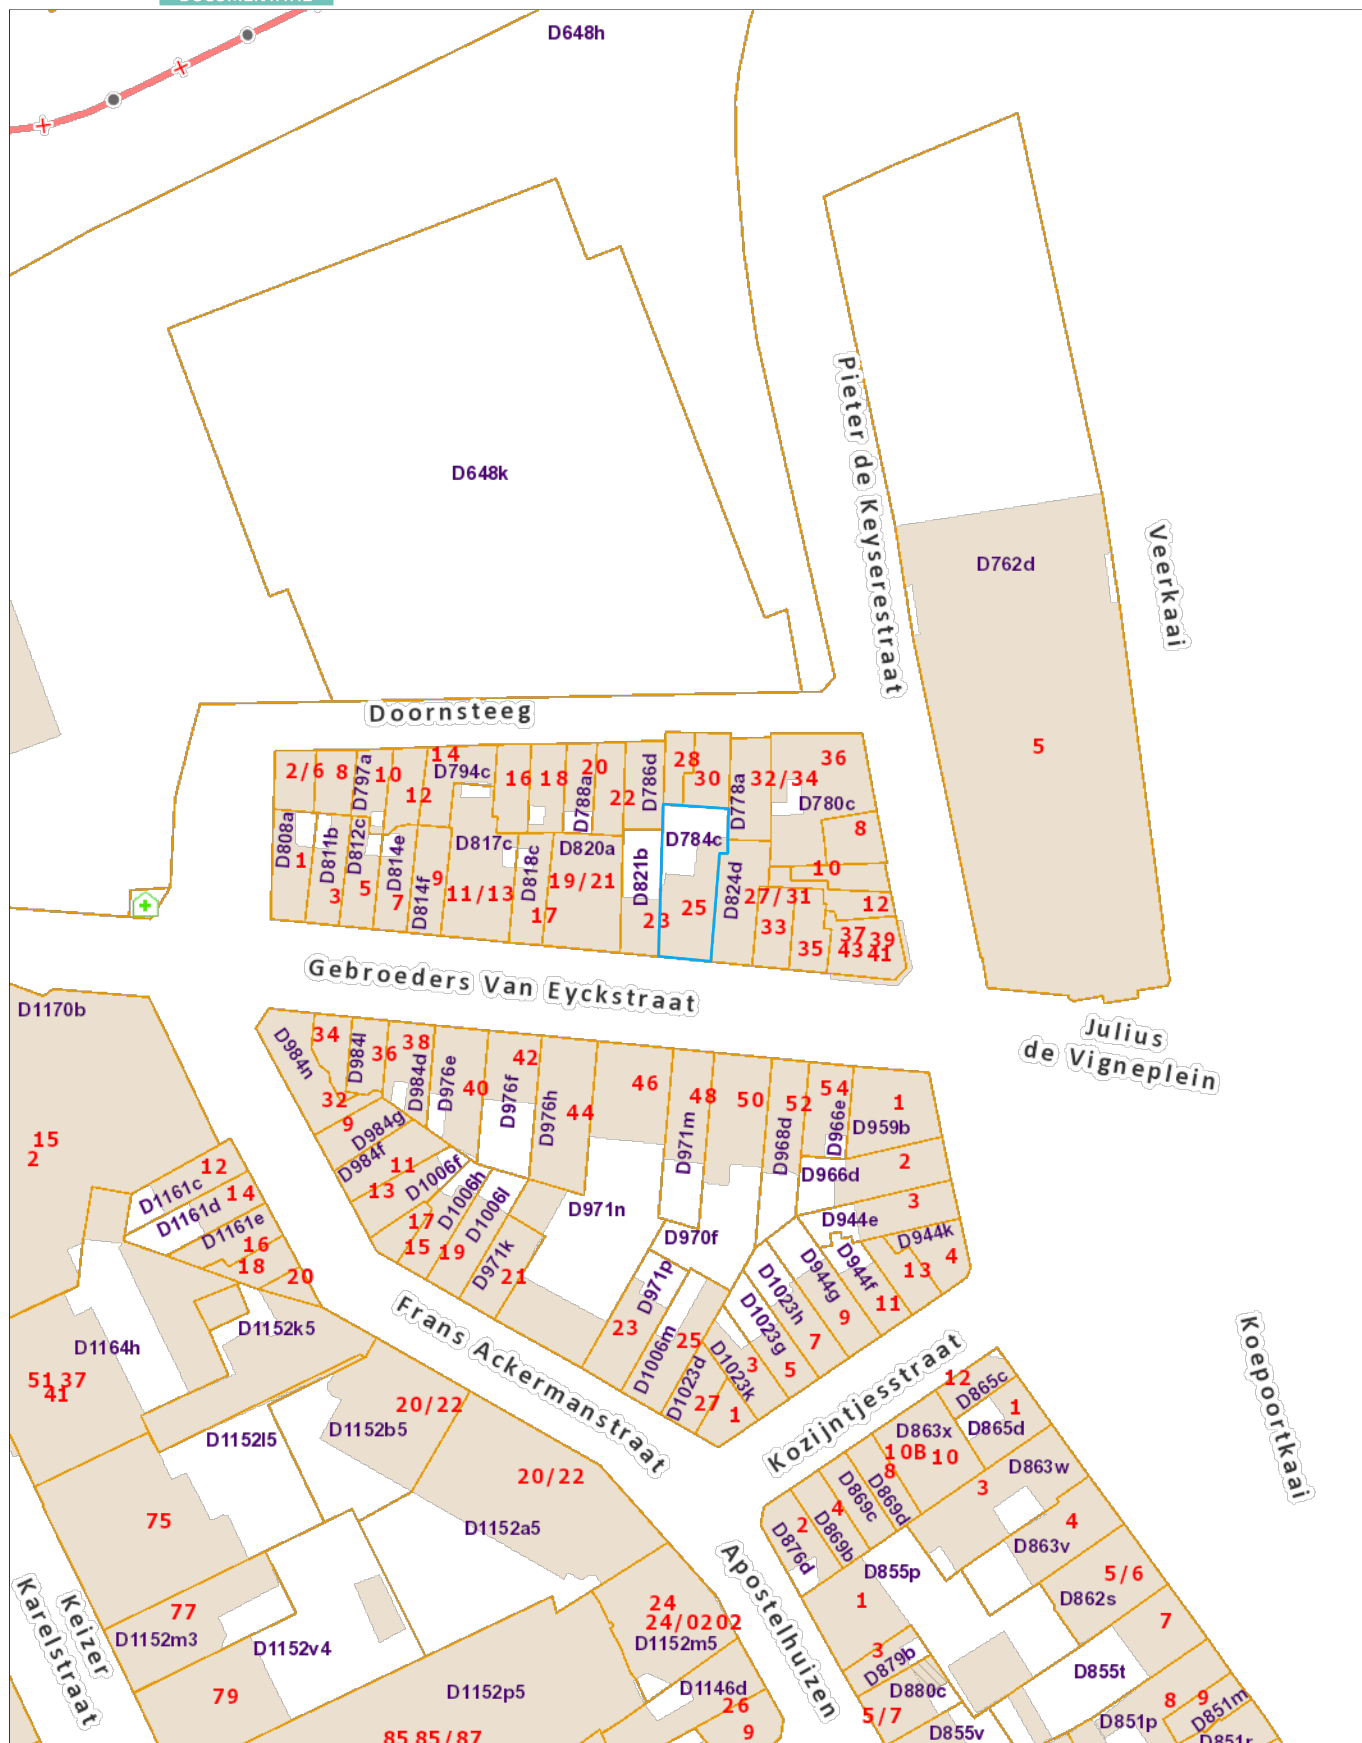 D648h
D648k
Pieter de Keyserestraat
Veerkaai
D762d
5
Doornsteeg
2/6
8
D797a
10
12
14
D794c
16
18
D788a
20
22
D786d
28
30
D778a
32/34
36
D780c
8
10
12
D808a
1
D811b
3
D812c
5
D814e
7
D814f
9
D817c
11/13
D818c
17
D820a
19/21
D821b
23
D784c
25
D824d
27/31
33
35
37
39
43
41
Gebroeders Van Eyckstraat
Julius
de Vigneplein
D1170b
15
2
D984n
34
D984l
36
38
D984d
D976e
40
42
D976f
D976h
44
46
48
D971m
50
D968d
52
54
D966e
1
D959b
2
D966d
3
D944e
D944k
4
32
9
D984g
D984f
11
13
D1006f
D1006h
D1006l
17
15
19
D971k
21
D971n
D970f
D971p
23
D1006m
25
D1023d
27
D1023k
1
3
D1023g
5
D1023h
7
D944g
9
D944f
11
13
12
D1161c
14
D1161d
D1161e
16
18
20
D1152k5
D1164h
51
37
41
Frans Ackermanstraat
Kozijntjesstraat
Koepoortkaai
D1152l5
D1152b5
20/22
20/22
D1152a5
75
77
D1152m3
79
D1152v4
D1152p5
85
85/87
24
24/02
02
D1152m5
D1146d
26
9
Keizer
Karelstraat
Apostelhuizen
12
D865c
1
D865d
D863x
10B
10
8
D863w
3
D869d
D869c
4
D869b
2
D876d
D855p
1
3
D879b
D880c
5/7
D855v
4
D863v
5/6
D862s
7
D855t
8
9
D851m
D851p